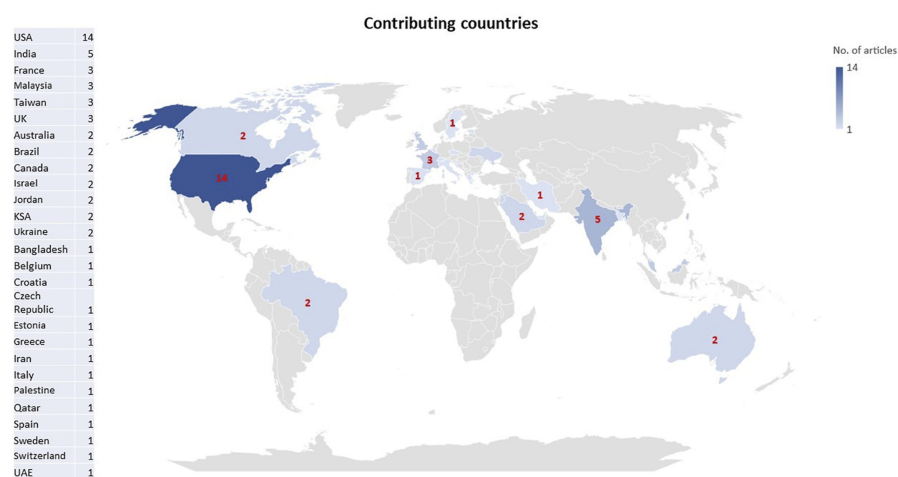 Contributing couuntries
USA 14
India 5
France 3
Malaysia 3
Taiwan 3
UK 3
Australia 2
Brazil 2
Canada 2
Israel 2
Jordan 2
KSA 2
Ukraine 2
Bangladesh 1
Belgium 1
Croatia 1
Czech
Republic 1
Estonia 1
Greece 1
Iran 1
Italy 1
Palestine 1
Qatar 1
Spain 1
Sweden 1
Switzerland 1
UAE 1
No. of articles
14
1
1
2
3
1
14
1
2
5
2
2